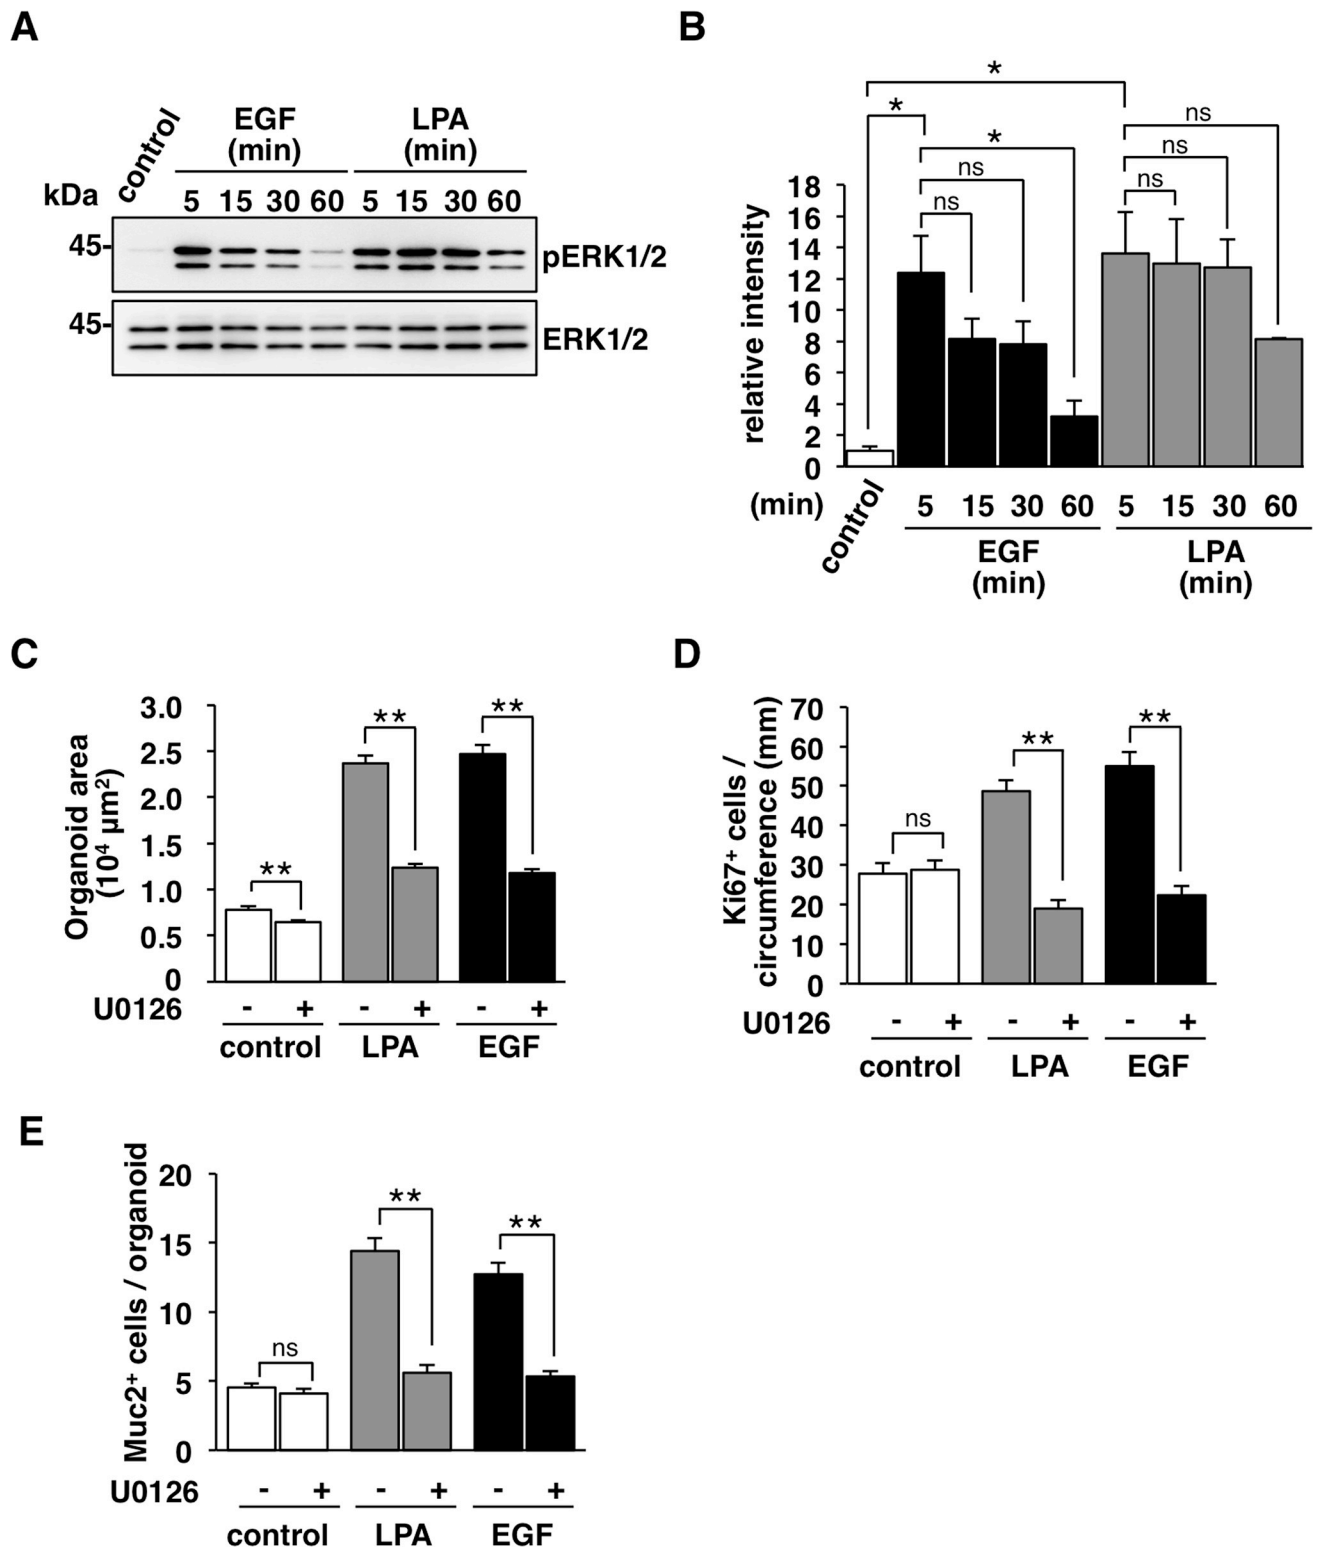 A
control
EGF
(min)
LPA
(min)
kDa
5 15 30 60 5 15 30 60
45-
pERK1/2
45-
ERK1/2
B
*
*
*
ns
ns
ns
ns
ns
relative intensity
18
16
14
12
10
8
6
4
2
0
(min)
control
5 15 30 60 5 15 30 60
EGF
(min)
LPA
(min)
C
Organoid area
(10⁴ µm²)
3.0
2.5
2.0
1.5
1.0
0.5
0
**
**
**
U0126 - + - + - +
control LPA EGF
D
Ki67⁺ cells /
circumference (mm)
70
60
50
40
30
20
10
0
ns
**
**
U0126 - + - + - +
control LPA EGF
E
Muc2⁺ cells / organoid
20
15
10
5
0
ns
**
**
U0126 - + - + - +
control LPA EGF